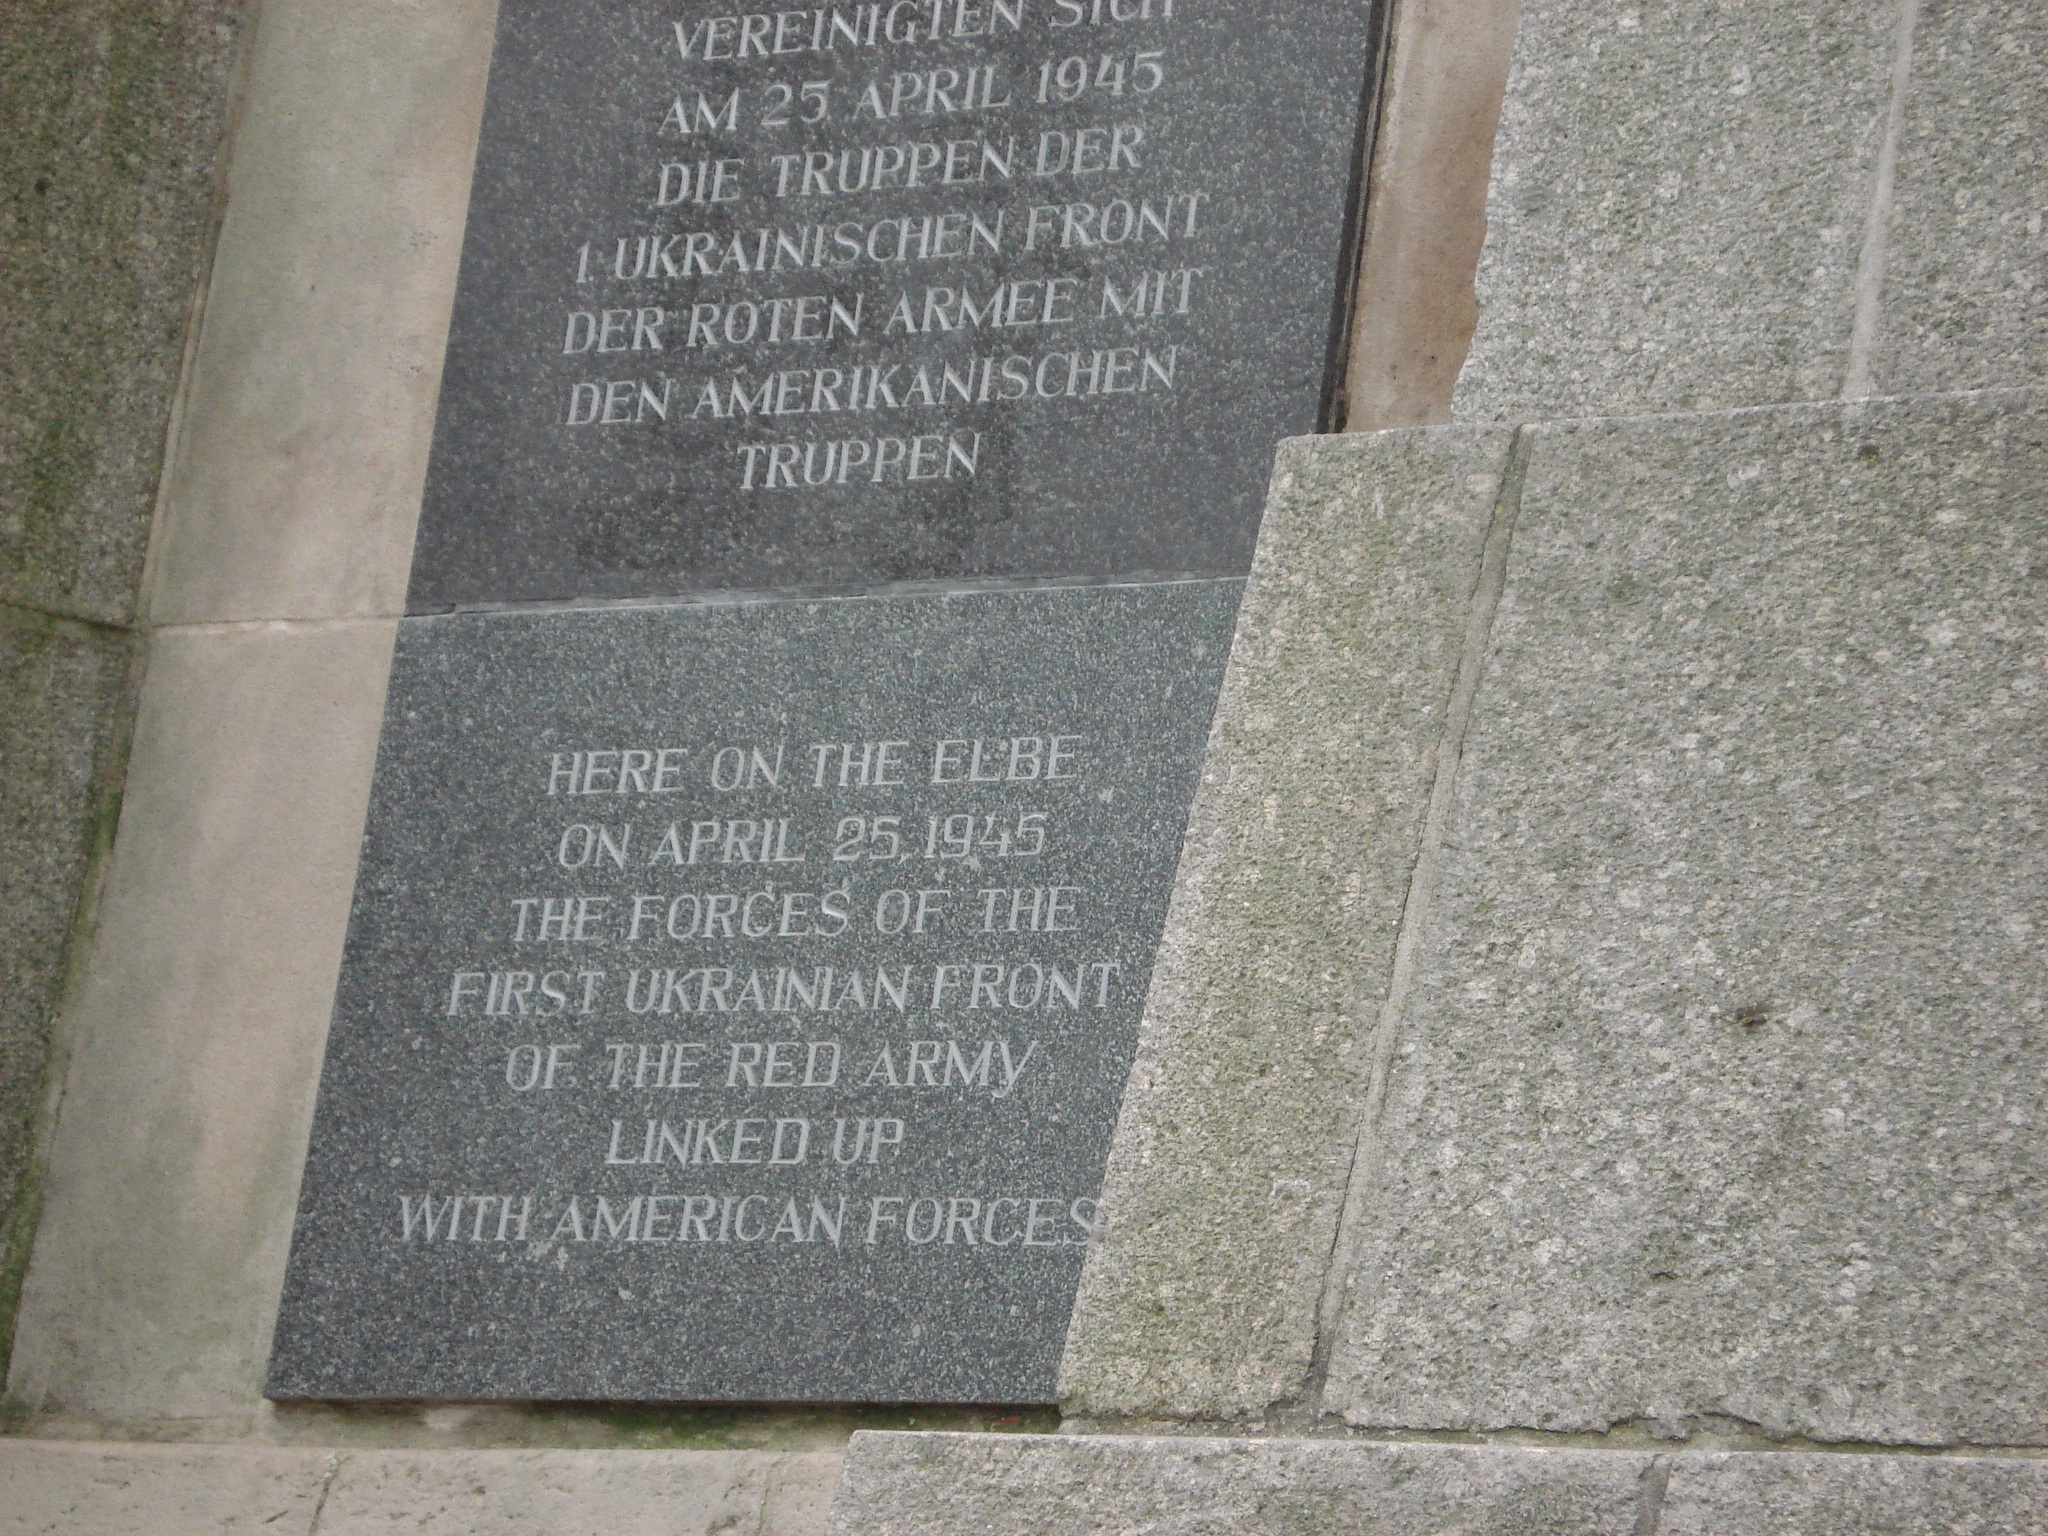 VEREINIGTEN SICH
AM 25 APRIL 1945
DIE TRUPPEN DER
1. UKRAINISCHEN FRONT
DER ROTEN ARMEE MIT
DEN AMERIKANISCHEN
TRUPPEN
HERE ON THE ELBE
ON APRIL 25, 1945
THE FORCES OF THE
FIRST UKRAINIAN FRONT
OF THE RED ARMY
LINKED UP
WITH AMERICAN FORCES